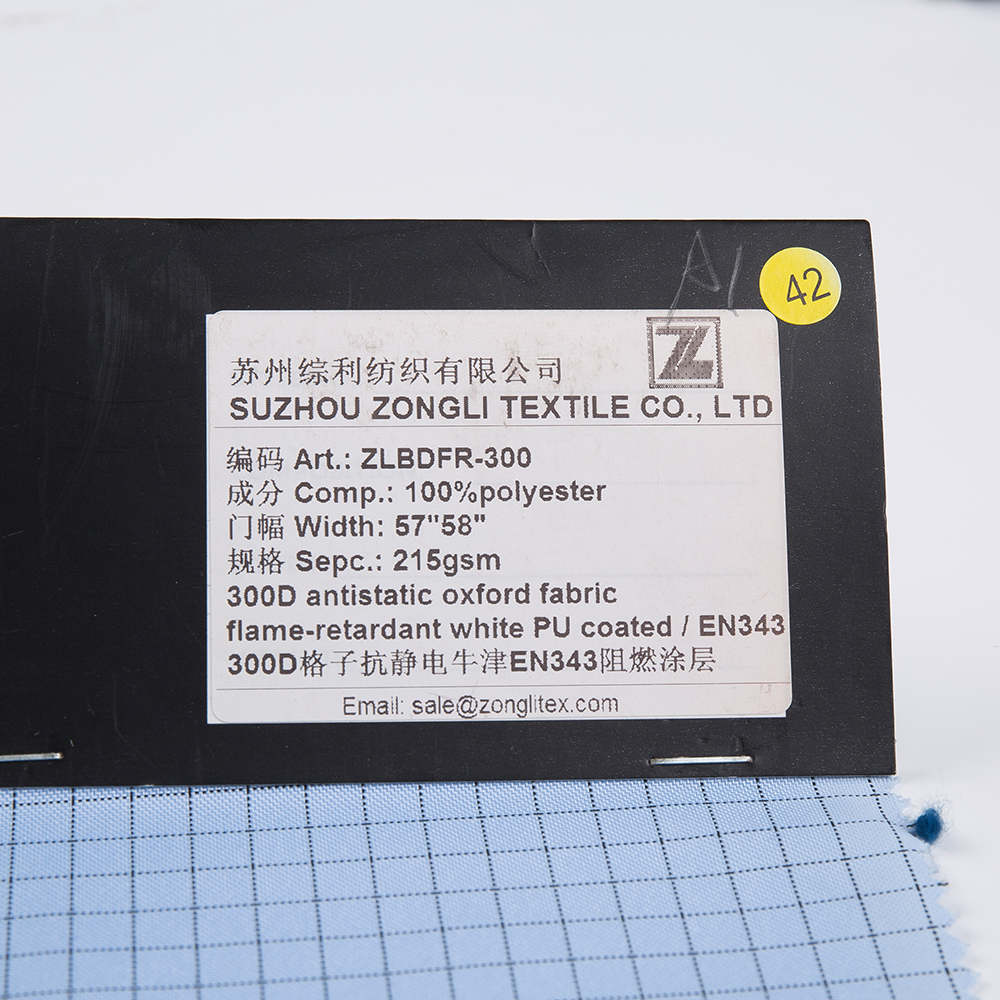 A1
42
Z
苏州综利纺织有限公司
SUZHOU ZONGLI TEXTILE CO., LTD
编码 Art.: ZLBDFR-300
成分 Comp.: 100%polyester
门幅 Width: 57"58"
规格 Sepc.: 215gsm
300D antistatic oxford fabric
flame-retardant white PU coated / EN343
300D格子抗静电牛津EN343阻燃涂层
Email: sale@zonglitex.com